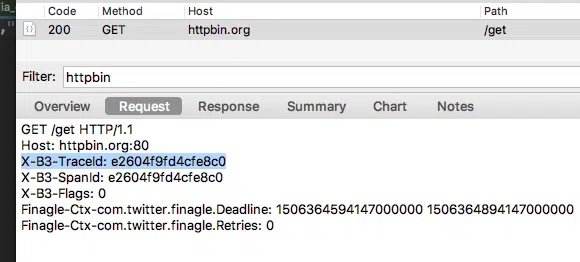 Code Method Host Path
200 GET httpbin.org /get
Filter: httpbin
Overview Request Response Summary Chart Notes
GET /get HTTP/1.1
Host: httpbin.org:80
X-B3-TraceId: e2604f9fd4cfe8c0
X-B3-SpanId: e2604f9fd4cfe8c0
X-B3-Flags: 0
Finagle-Ctx-com.twitter.finagle.Deadline: 1506364594147000000 1506364894147000000
Finagle-Ctx-com.twitter.finagle.Retries: 0